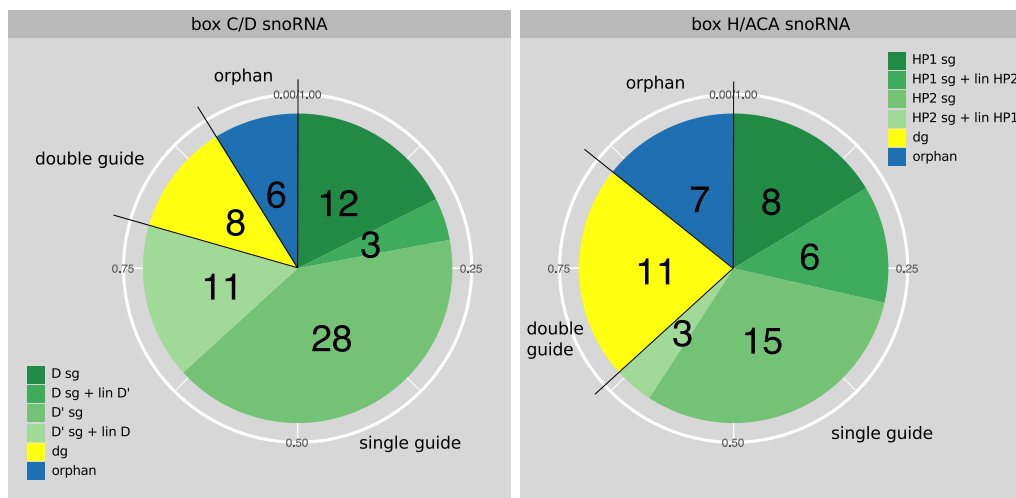 box C/D snoRNA
orphan
0.00/1.00
double guide
6
12
8
3
0.75
0.25
11
28
D sg
D sg + lin D'
D' sg
D' sg + lin D
dg
orphan
0.50
single guide
box H/ACA snoRNA
HP1 sg
HP1 sg + lin HP2
HP2 sg
HP2 sg + lin HP1
dg
orphan
orphan
0.00/1.00
7
8
11
6
0.75
0.25
double
guide
3
15
single guide
0.50